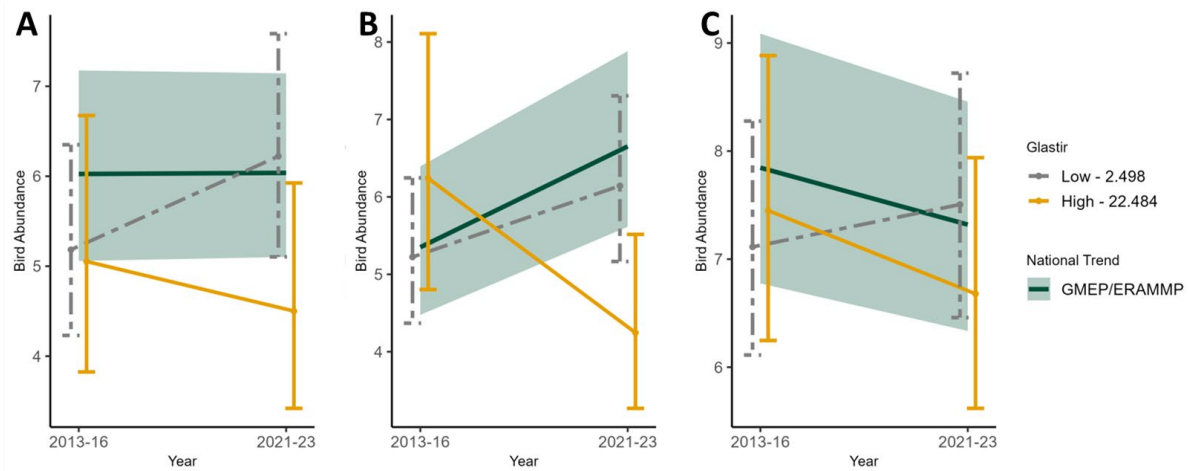 A
B
C
Bird Abundance
7
6
5
4
2013-16
2021-23
Year
Bird Abundance
8
7
6
5
4
2013-16
2021-23
Year
Bird Abundance
9
8
7
6
2013-16
2021-23
Year
Glastir
Low - 2.498
High - 22.484
National Trend
GMEP/ERAMMP